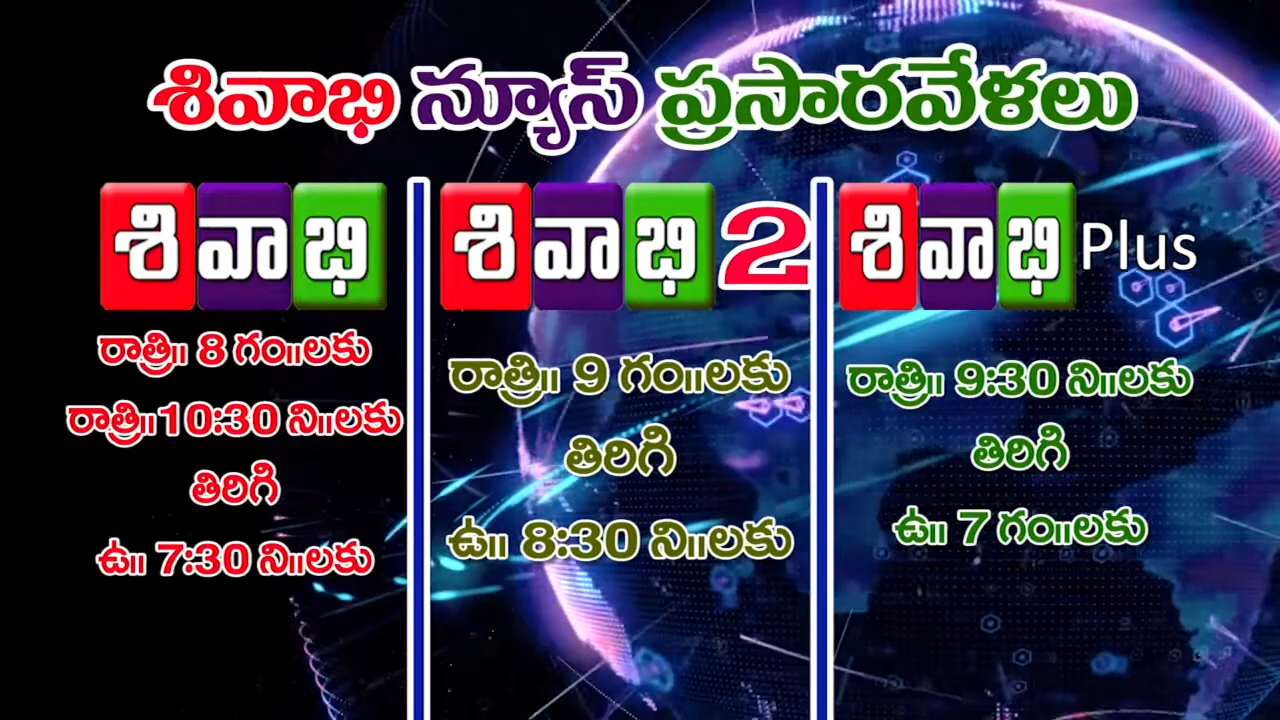 శివాభి న్యూస్ ప్రసారవేళలు
శివాభి
రాత్రి॥ 8 గం॥లకు
రాత్రి॥10:30 ని॥లకు
తిరిగి
ఉ॥ 7:30 ని॥లకు
శివాభి 2
రాత్రి॥ 9 గం॥లకు
తిరిగి
ఉ॥ 8:30 ని॥లకు
శివాభి Plus
రాత్రి॥ 9:30 ని॥లకు
తిరిగి
ఉ॥ 7 గం॥లకు